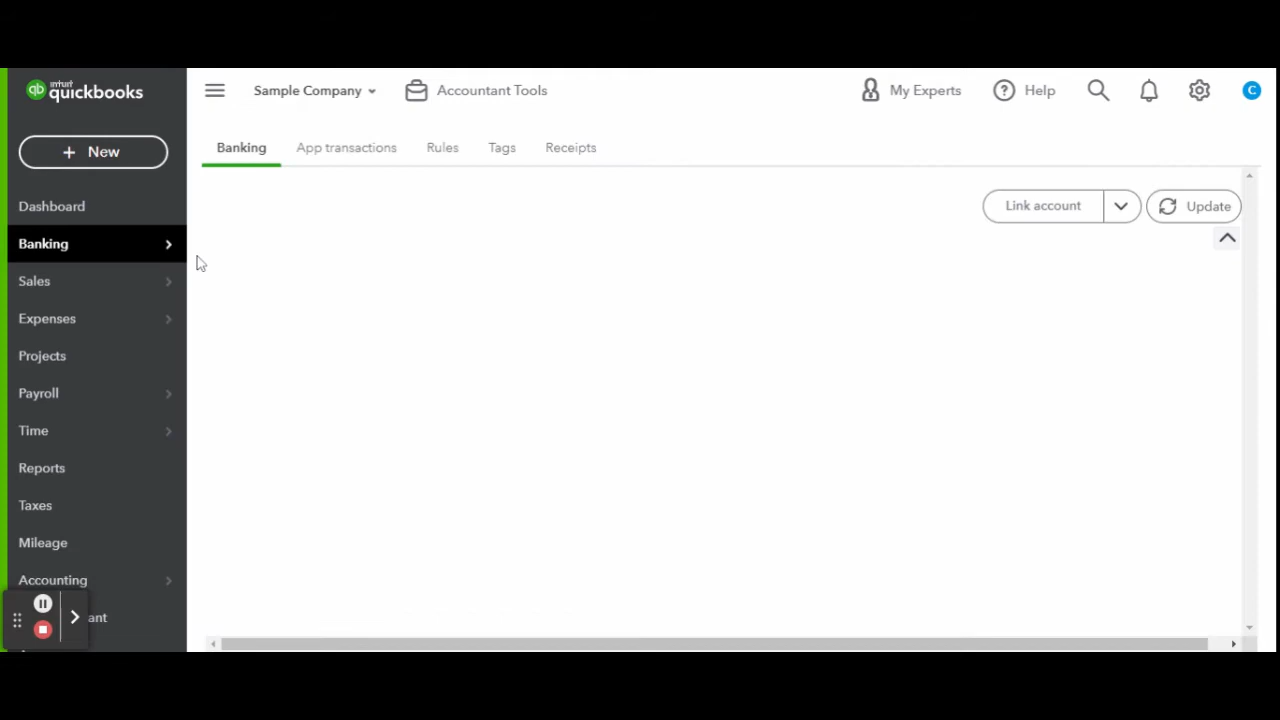 intuit
qb quickbooks
Sample Company
Accountant Tools
My Experts
Help
C
+ New
Banking
App transactions
Rules
Tags
Receipts
Dashboard
Link account
Update
Banking
Sales
Expenses
Projects
Payroll
Time
Reports
Taxes
Mileage
Accounting
ant